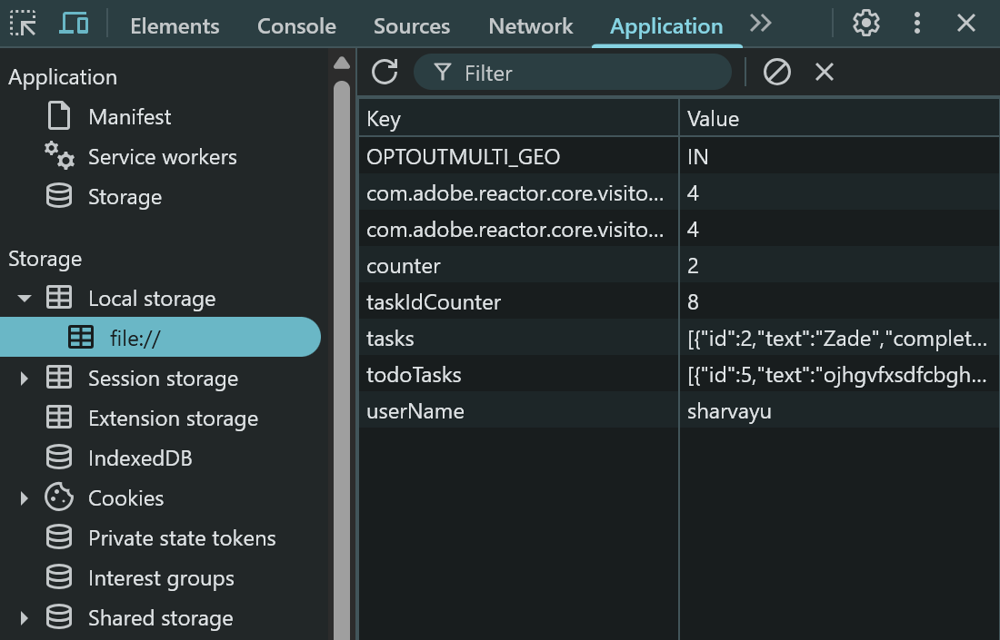 Elements Console Sources Network Application
Application
Manifest
Service workers
Storage
Storage
Local storage
file://
Session storage
Extension storage
IndexedDB
Cookies
Private state tokens
Interest groups
Shared storage
Filter
Key Value
OPTOUTMULTI_GEO IN
com.adobe.reactor.core.visito... 4
com.adobe.reactor.core.visito... 4
counter 2
taskIdCounter 8
tasks [{"id":2,"text":"Zade","complet...
todoTasks [{"id":5,"text":"ojhgvfxsdfcbgh...
userName sharvayu